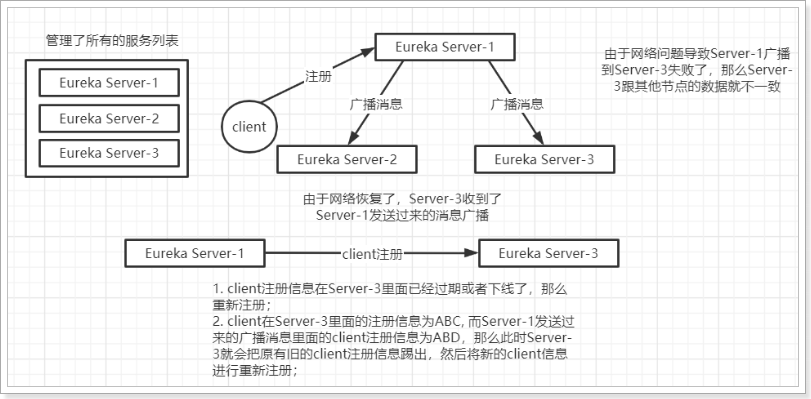 管理了所有的服务列表
Eureka Server-1
Eureka Server-2
Eureka Server-3
Eureka Server-1
注册
client
广播消息
广播消息
Eureka Server-2
Eureka Server-3
由于网络问题导致Server-1广播
到Server-3失败了，那么Server-
3跟其他节点的数据就不一致
由于网络恢复了，Server-3收到了
Server-1发送过来的消息广播
Eureka Server-1
client注册
Eureka Server-3
1. client注册信息在Server-3里面已经过期或者下线了，那么
重新注册；
2. client在Server-3里面的注册信息为ABC, 而Server-1发送过
来的广播消息里面的client注册信息为ABD，那么此时Server-
3就会把原有旧的client注册信息踢出，然后将新的client信息
进行重新注册；